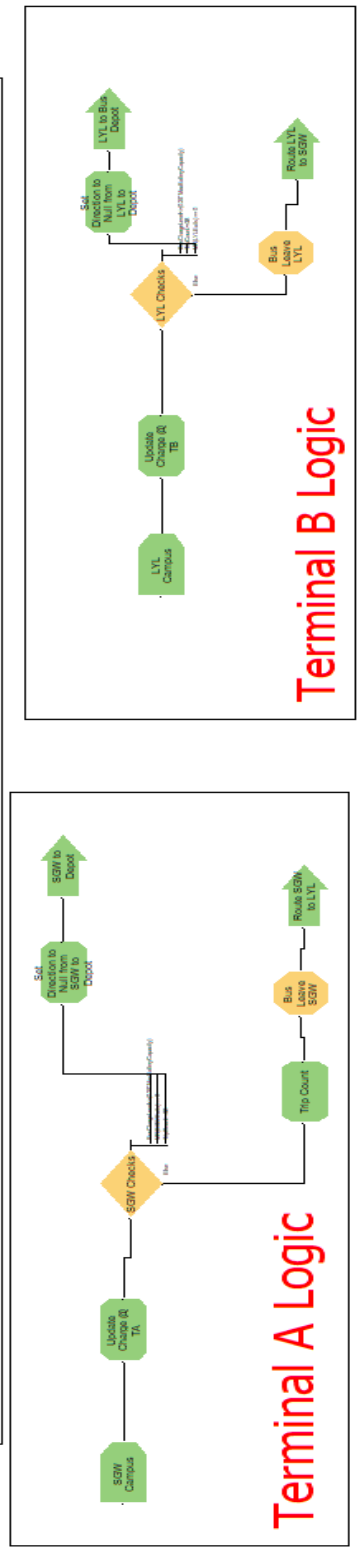 SGW
Campus
Update
Charge (β)
TA
SGW Checks
Else
Set
Direction to
Null from
SGW to
Depot
SGW to
Depot
Trip Count
Bus
Leave
SGW
Route SGW
to LYL
Terminal A Logic
LYL
Campus
Update
Charge (β)
TB
LYL Checks
Else
Set
Direction to
Null from
LYL to
Depot
LYL to Bus
Depot
Bus
Leave
LYL
Route LYL
to SGW
Terminal B Logic